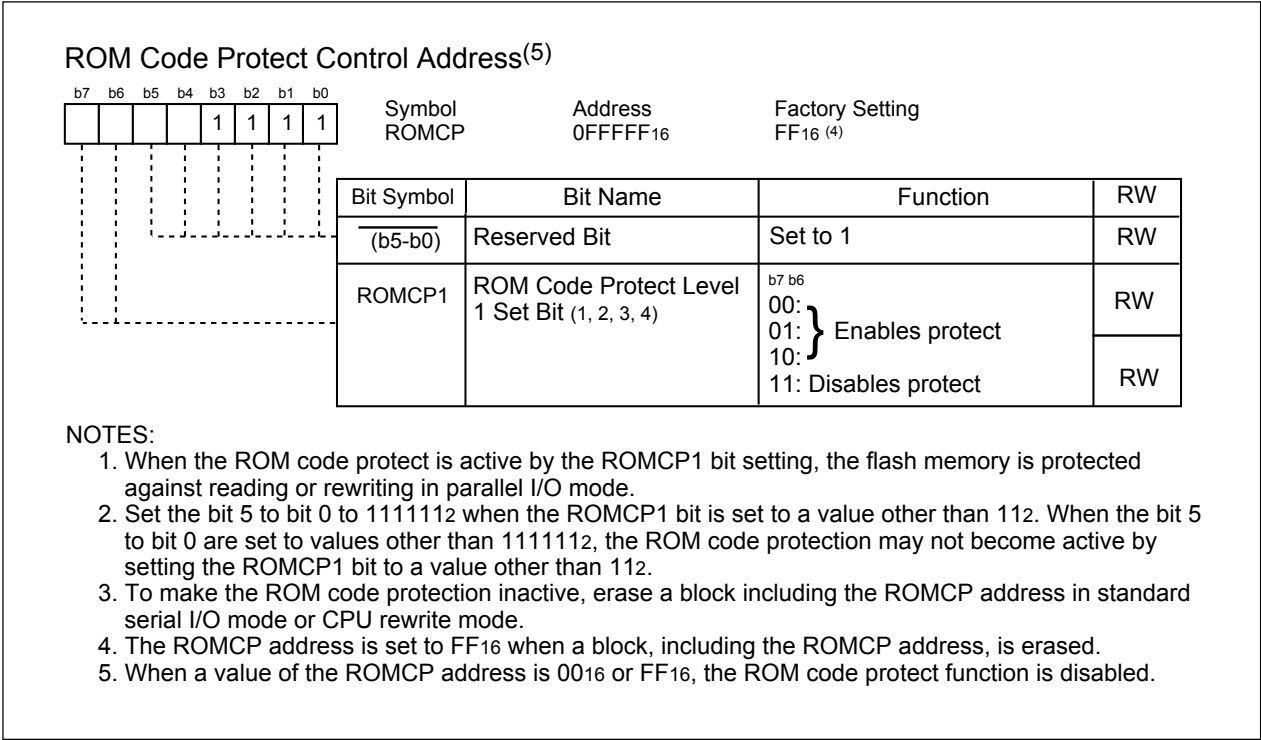 ROM Code Protect Control Address(5)
b7 b6 b5 b4 b3 b2 b1 b0
1 1 1 1
Symbol Address Factory Setting
ROMCP 0FFFFF16 FF16 (4)
Bit Symbol Bit Name Function RW
(b5-b0) Reserved Bit Set to 1 RW
ROMCP1 ROM Code Protect Level
1 Set Bit (1, 2, 3, 4)
b7 b6
00:
01: } Enables protect
10:
11: Disables protect
RW
RW
NOTES:
1. When the ROM code protect is active by the ROMCP1 bit setting, the flash memory is protected
against reading or rewriting in parallel I/O mode.
2. Set the bit 5 to bit 0 to 1111112 when the ROMCP1 bit is set to a value other than 112. When the bit 5
to bit 0 are set to values other than 1111112, the ROM code protection may not become active by
setting the ROMCP1 bit to a value other than 112.
3. To make the ROM code protection inactive, erase a block including the ROMCP address in standard
serial I/O mode or CPU rewrite mode.
4. The ROMCP address is set to FF16 when a block, including the ROMCP address, is erased.
5. When a value of the ROMCP address is 0016 or FF16, the ROM code protect function is disabled.